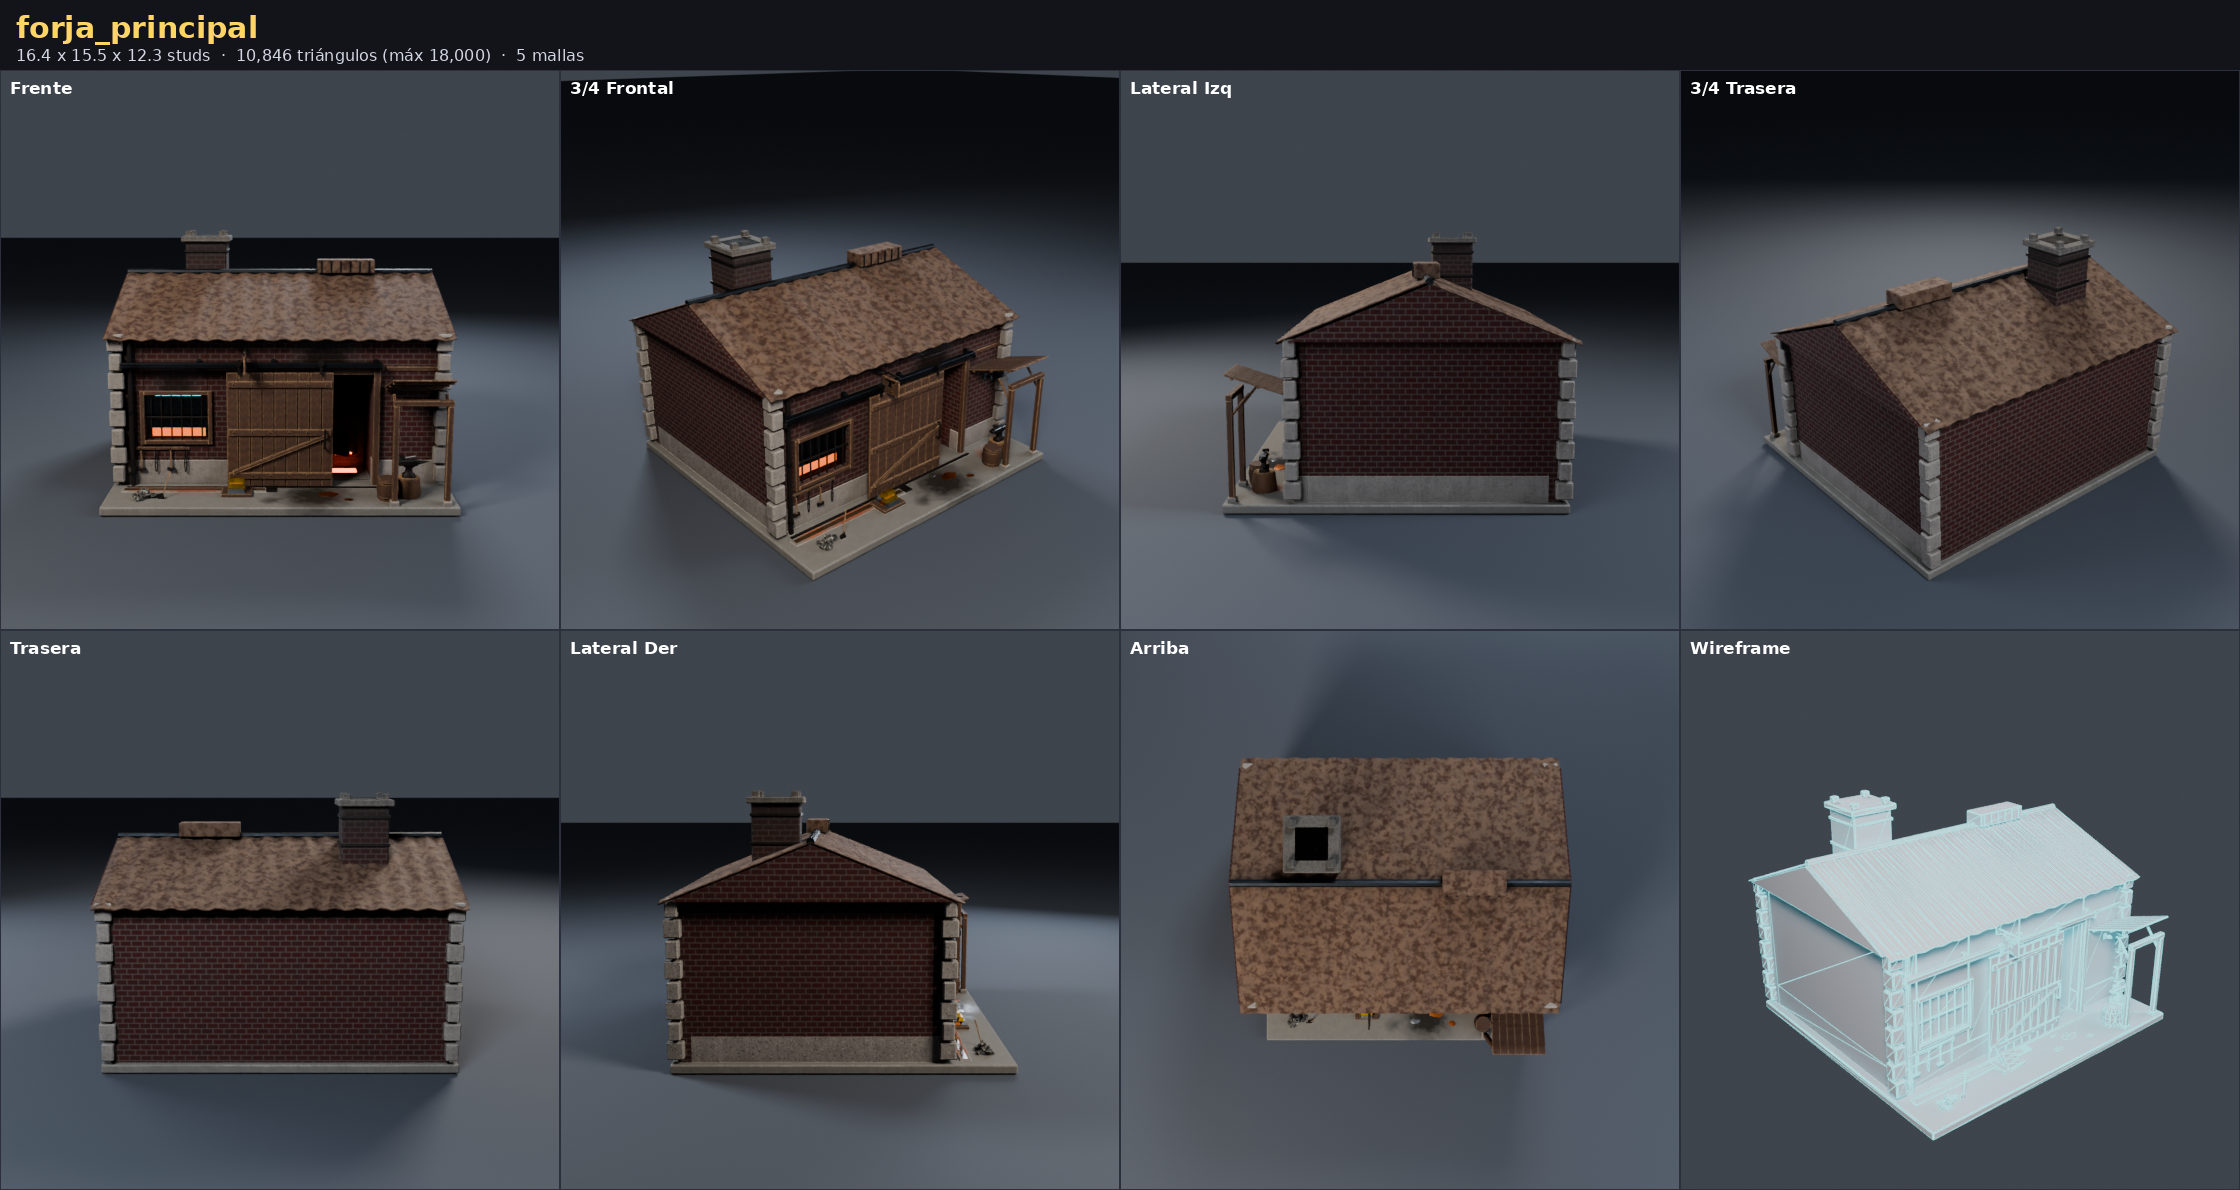 forja_principal
16.4 x 15.5 x 12.3 studs · 10,846 triángulos (máx 18,000) · 5 mallas
Frente
3/4 Frontal
Lateral Izq
3/4 Trasera
Trasera
Lateral Der
Arriba
Wireframe